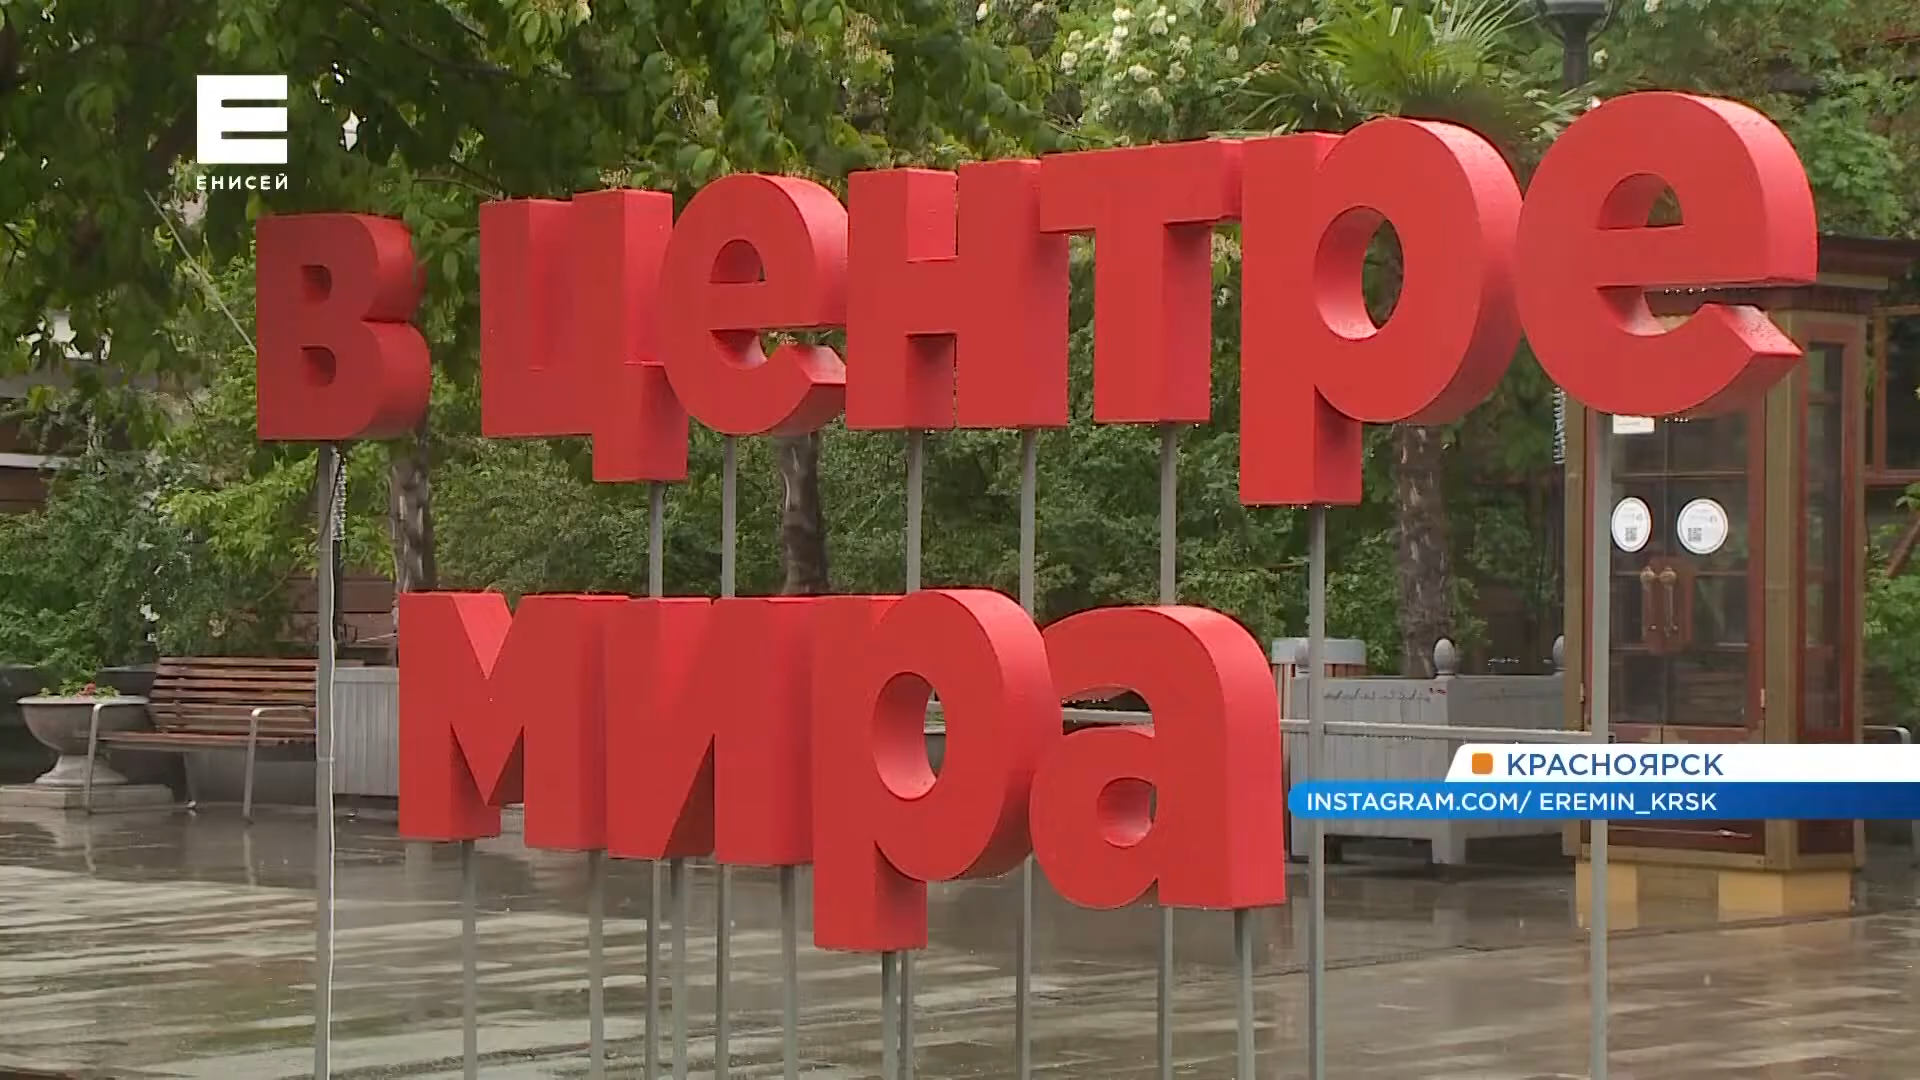 Е
ЕНИСЕЙ
в центре
мира
КРАСНОЯРСК
INSTAGRAM.COM/ EREMIN_KRSK